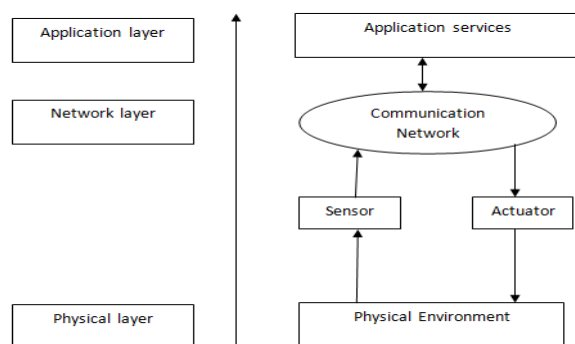 Application layer
Application services
Network layer
Communication
Network
Sensor
Actuator
Physical layer
Physical Environment